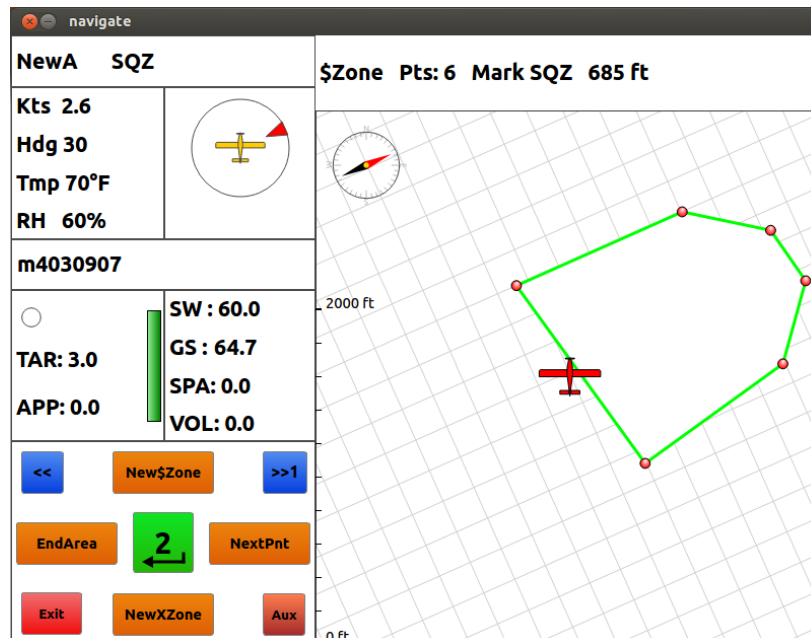 navigate
NewA SQZ
$Zone Pts: 6 Mark SQZ 685 ft
Kts 2.6
Hdg 30
Tmp 70°F
RH 60%
m4030907
TAR: 3.0
APP: 0.0
SW : 60.0
GS : 64.7
SPA: 0.0
VOL: 0.0
<< New$Zone >>1
EndArea 2 NextPnt
Exit NewXZone Aux
2000 ft
0 ft